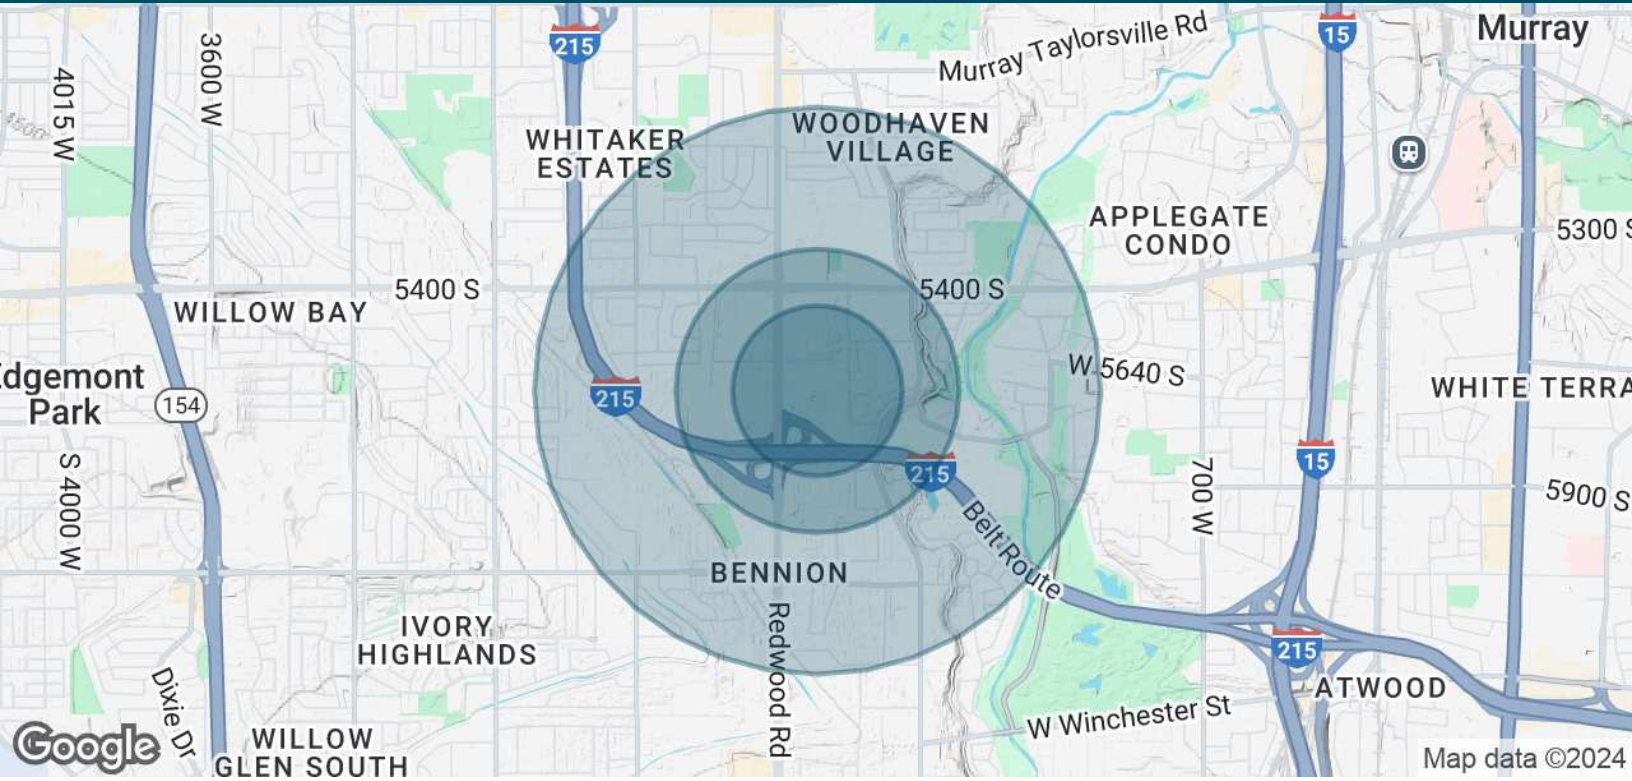 Murray
Murray Taylorsville Rd
215
15
3600 W
4015 W
WHITAKER
ESTATES
WOODHAVEN
VILLAGE
APPLEGATE
CONDO
5300 S
5400 S
5400 S
WILLOW BAY
W 5640 S
dgemont
Park
154
215
WHITE TERRA
15
215
S 4000 W
700 W
5900 S
Belt Route
BENNION
Redwood Rd
IVORY
HIGHLANDS
215
ATWOOD
Dixie Dr
W Winchester St
WILLOW
GLEN SOUTH
Google
Map data ©2024